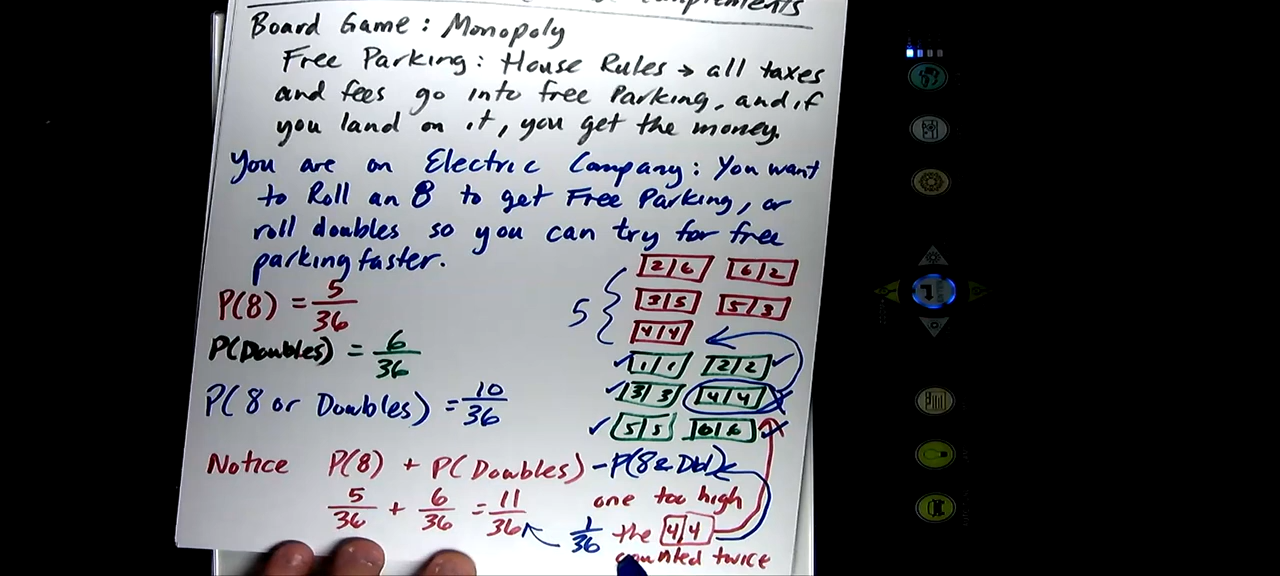 Complements
Board Game : Monopoly
Free Parking : House Rules → all taxes
and fees go into free Parking, and if
you land on it, you get the money.
You are on Electric Company : You want
to Roll an 8 to get Free Parking, or
roll doubles so you can try for free
parking faster.
2|6 6|2
P(8) = 5/36
5 { 3|5 5|3
4|4
P(Doubles) = 6/36
✓ 1|1 2|2 ✓
✓ 3|3 4|4 X
P(8 or Doubles) = 10/36
✓ 5|5 6|6
Notice P(8) + P(Doubles) - P(8 & Dbl)
5/36 + 6/36 = 11/36 one too high
1/36 the 4|4
counted twice